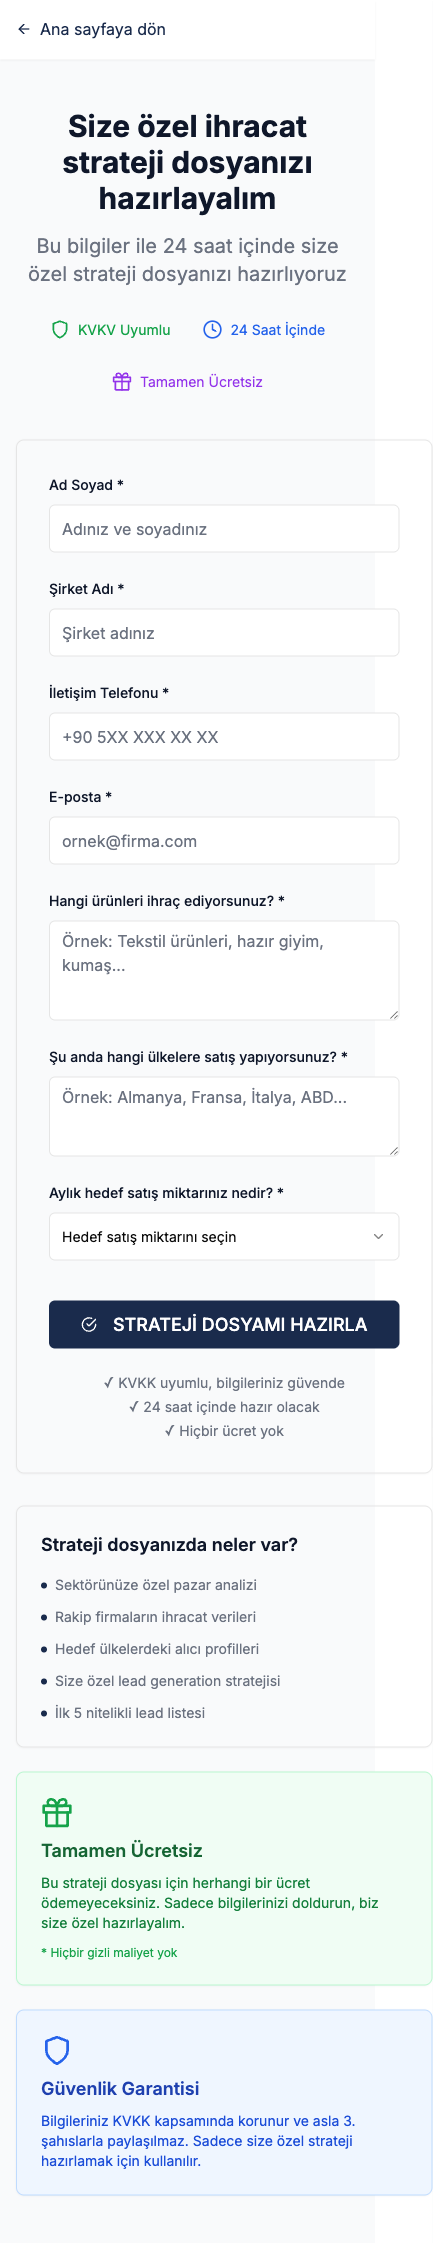 Ana sayfaya dön
Size özel ihracat
strateji dosyanızı
hazırlayalım
Bu bilgiler ile 24 saat içinde size
özel strateji dosyanızı hazırlıyoruz
KVKV Uyumlu
24 Saat İçinde
Tamamen Ücretsiz
Ad Soyad *
Adınız ve soyadınız
Şirket Adı *
Şirket adınız
İletişim Telefonu *
+90 5XX XXX XX XX
E-posta *
ornek@firma.com
Hangi ürünleri ihraç ediyorsunuz? *
Örnek: Tekstil ürünleri, hazır giyim,
kumaş...
Şu anda hangi ülkelere satış yapıyorsunuz? *
Örnek: Almanya, Fransa, İtalya, ABD...
Aylık hedef satış miktarınız nedir? *
Hedef satış miktarını seçin
STRATEJİ DOSYAMI HAZIRLA
✓ KVKK uyumlu, bilgileriniz güvende
✓ 24 saat içinde hazır olacak
✓ Hiçbir ücret yok
Strateji dosyanızda neler var?
• Sektörünüze özel pazar analizi
• Rakip firmaların ihracat verileri
• Hedef ülkelerdeki alıcı profilleri
• Size özel lead generation stratejisi
• İlk 5 nitelikli lead listesi
Tamamen Ücretsiz
Bu strateji dosyası için herhangi bir ücret
ödemeyeceksiniz. Sadece bilgilerinizi doldurun, biz
size özel hazırlayalım.
* Hiçbir gizli maliyet yok
Güvenlik Garantisi
Bilgileriniz KVKK kapsamında korunur ve asla 3.
şahıslarla paylaşılmaz. Sadece size özel strateji
hazırlamak için kullanılır.